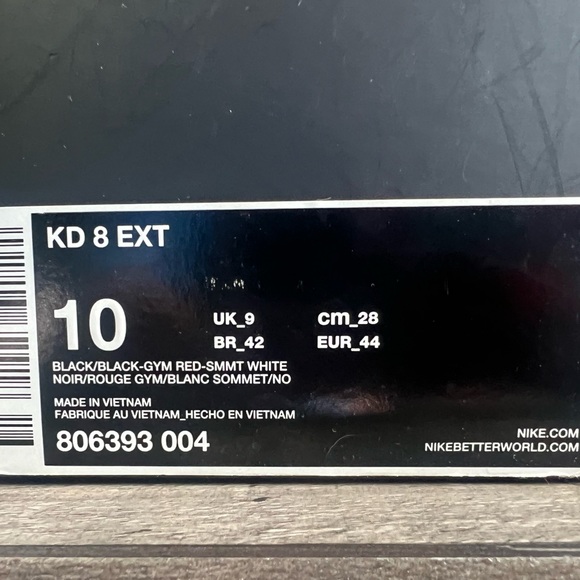 KD 8 EXT
10
UK_9 cm_28
BR_42 EUR_44
BLACK/BLACK-GYM RED-SMMT WHITE
NOIR/ROUGE GYM/BLANC SOMMET/NO
MADE IN VIETNAM
FABRIQUE AU VIETNAM_HECHO EN VIETNAM
806393 004
NIKE.COM
NIKEBETTERWORLD.COM